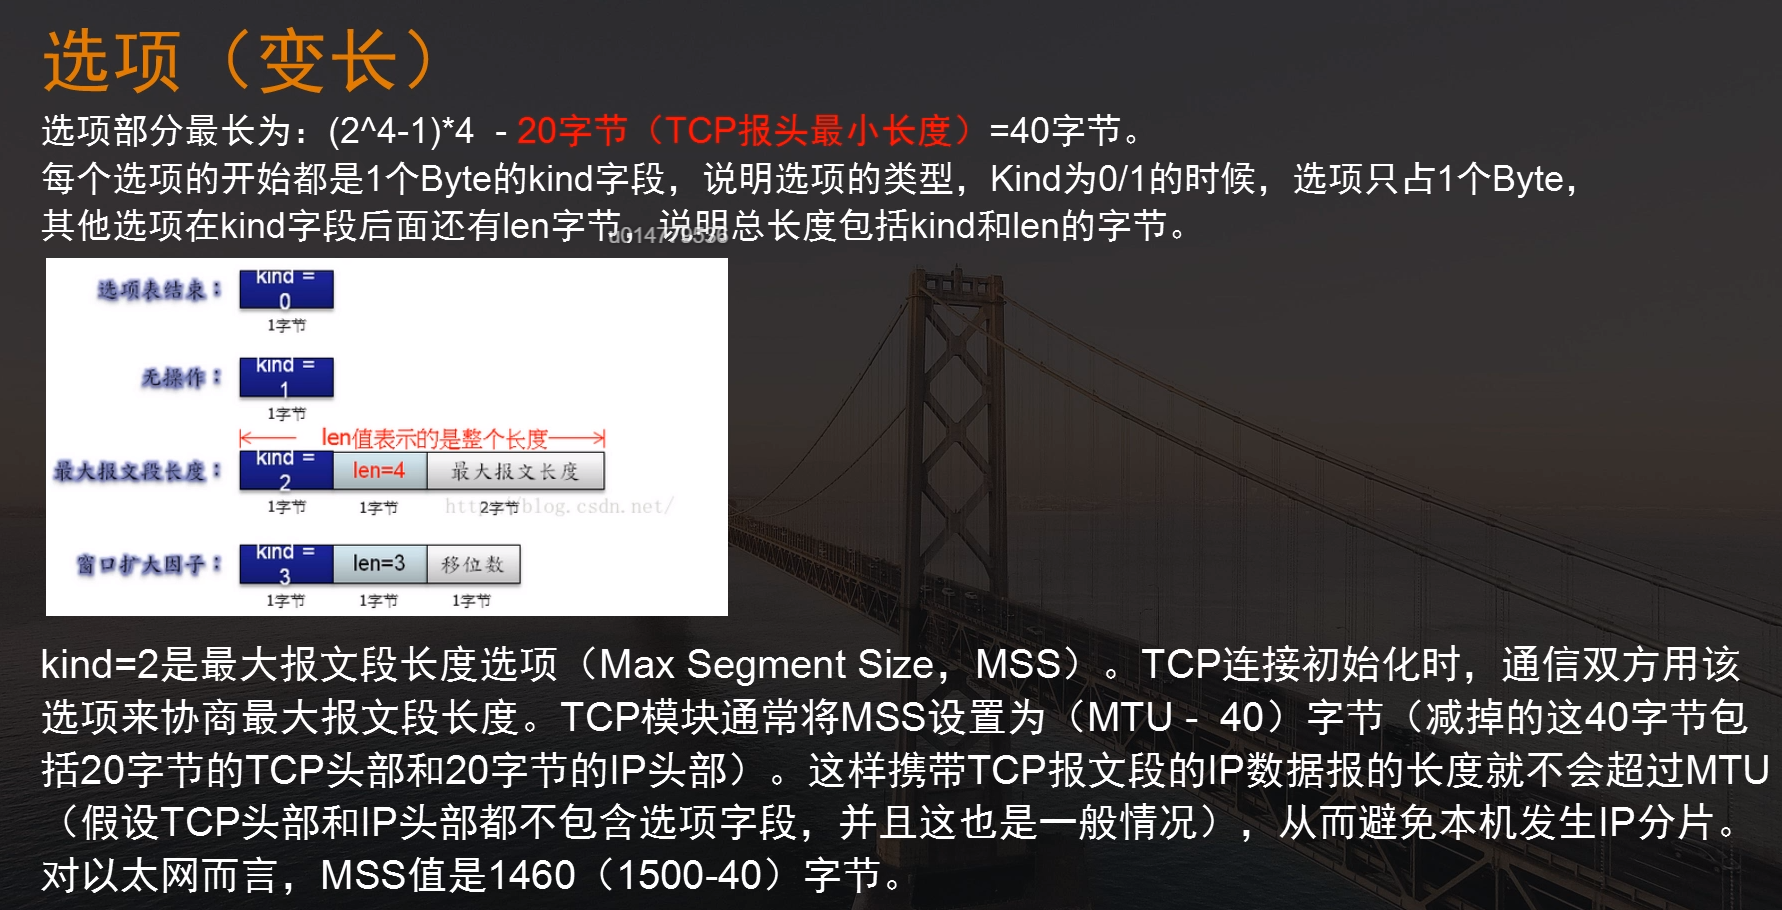 选项（变长）
选项部分最长为：(2^4-1)*4 - 20字节（TCP报头最小长度）=40字节。
每个选项的开始都是1个Byte的kind字段，说明选项的类型，Kind为0/1的时候，选项只占1个Byte，
其他选项在kind字段后面还有len字节，说明总长度包括kind和len的字节。
选项表结束：
kind =
0
1字节
无操作：
kind =
1
1字节
len值表示的是整个长度
最大报文段长度：
kind =
2
len=4
最大报文长度
1字节
1字节
2字节
窗口扩大因子：
kind =
3
len=3
移位数
1字节
1字节
1字节
kind=2是最大报文段长度选项（Max Segment Size，MSS）。TCP连接初始化时，通信双方用该
选项来协商最大报文段长度。TCP模块通常将MSS设置为（MTU - 40）字节（减掉的这40字节包
括20字节的TCP头部和20字节的IP头部）。这样携带TCP报文段的IP数据报的长度就不会超过MTU
（假设TCP头部和IP头部都不包含选项字段，并且这也是一般情况），从而避免本机发生IP分片。
对以太网而言，MSS值是1460（1500-40）字节。